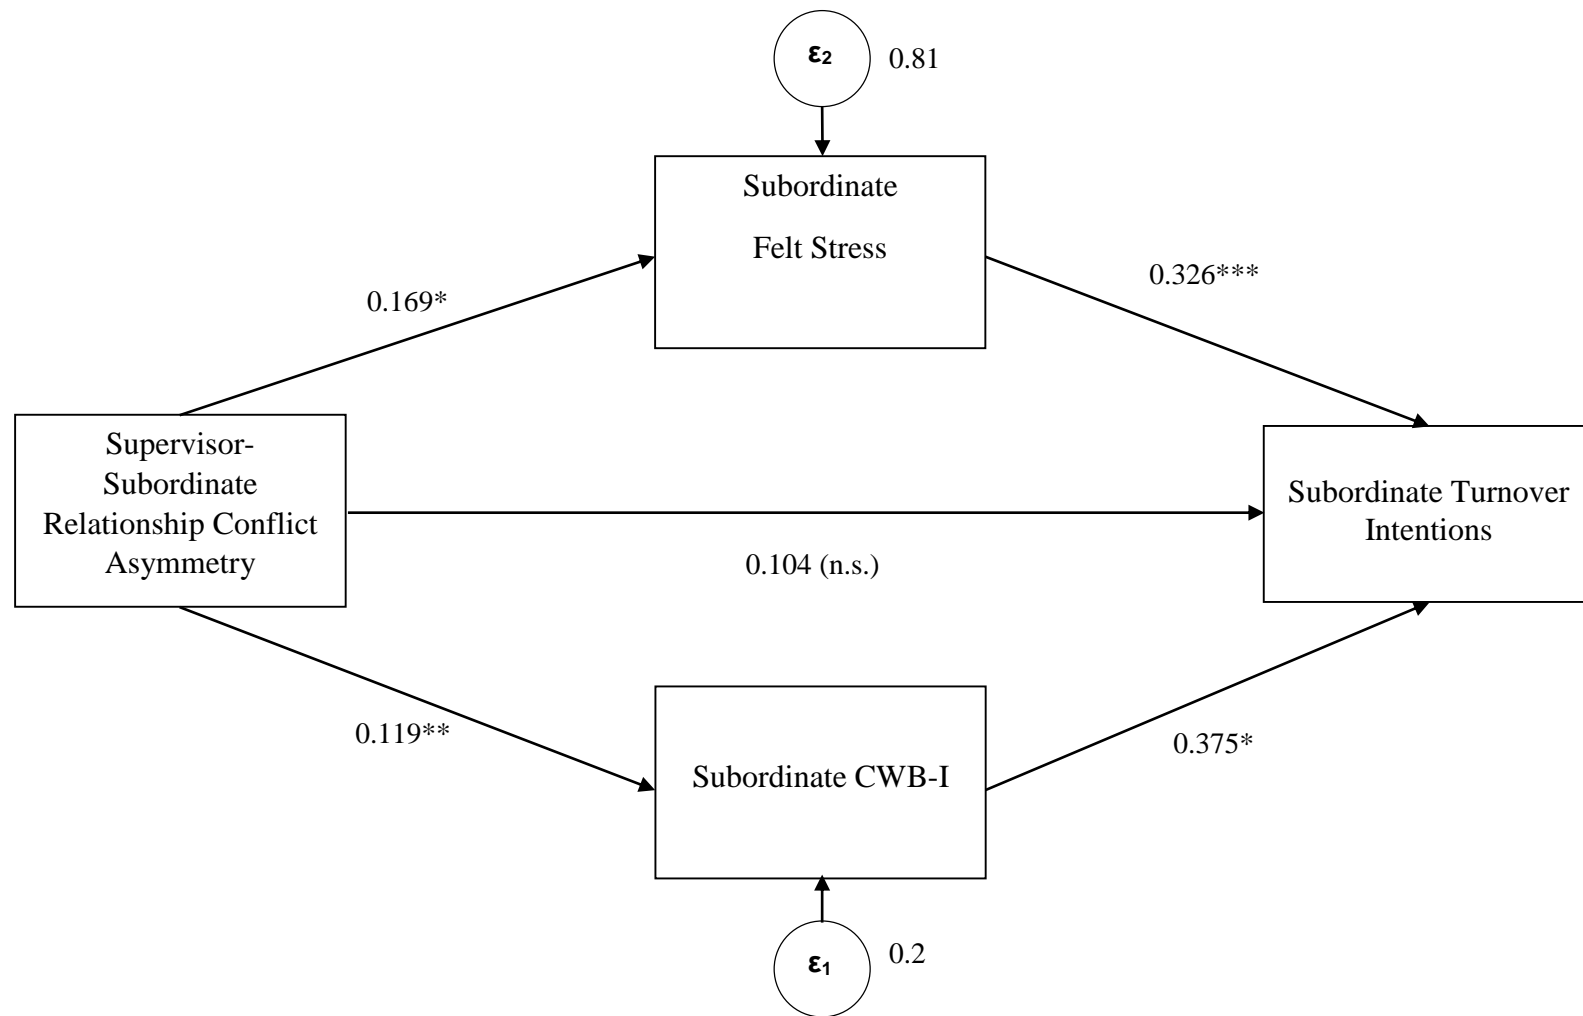 ε₂
0.81
Subordinate
Felt Stress
0.169*
0.326***
Supervisor-
Subordinate
Relationship Conflict
Asymmetry
Subordinate Turnover
Intentions
0.104 (n.s.)
0.119**
Subordinate CWB-I
0.375*
ε₁
0.2